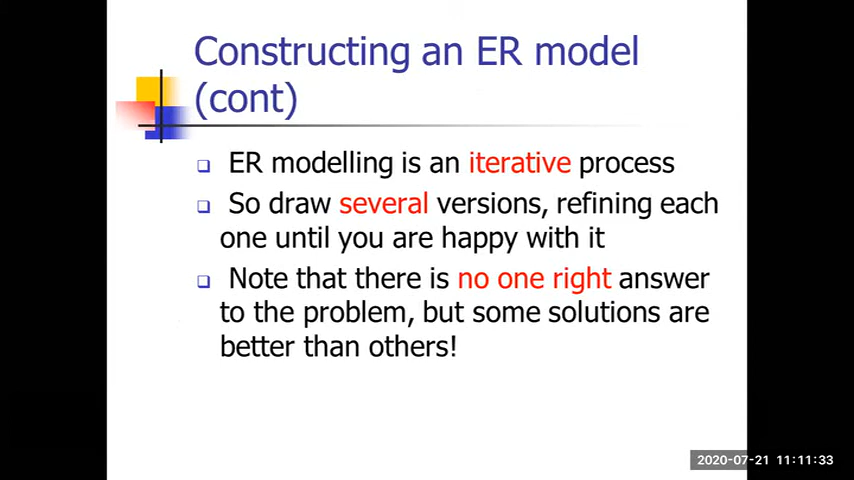 Constructing an ER model
(cont)
❑ ER modelling is an iterative process
❑ So draw several versions, refining each
one until you are happy with it
❑ Note that there is no one right answer
to the problem, but some solutions are
better than others!
2020-07-21 11:11:33